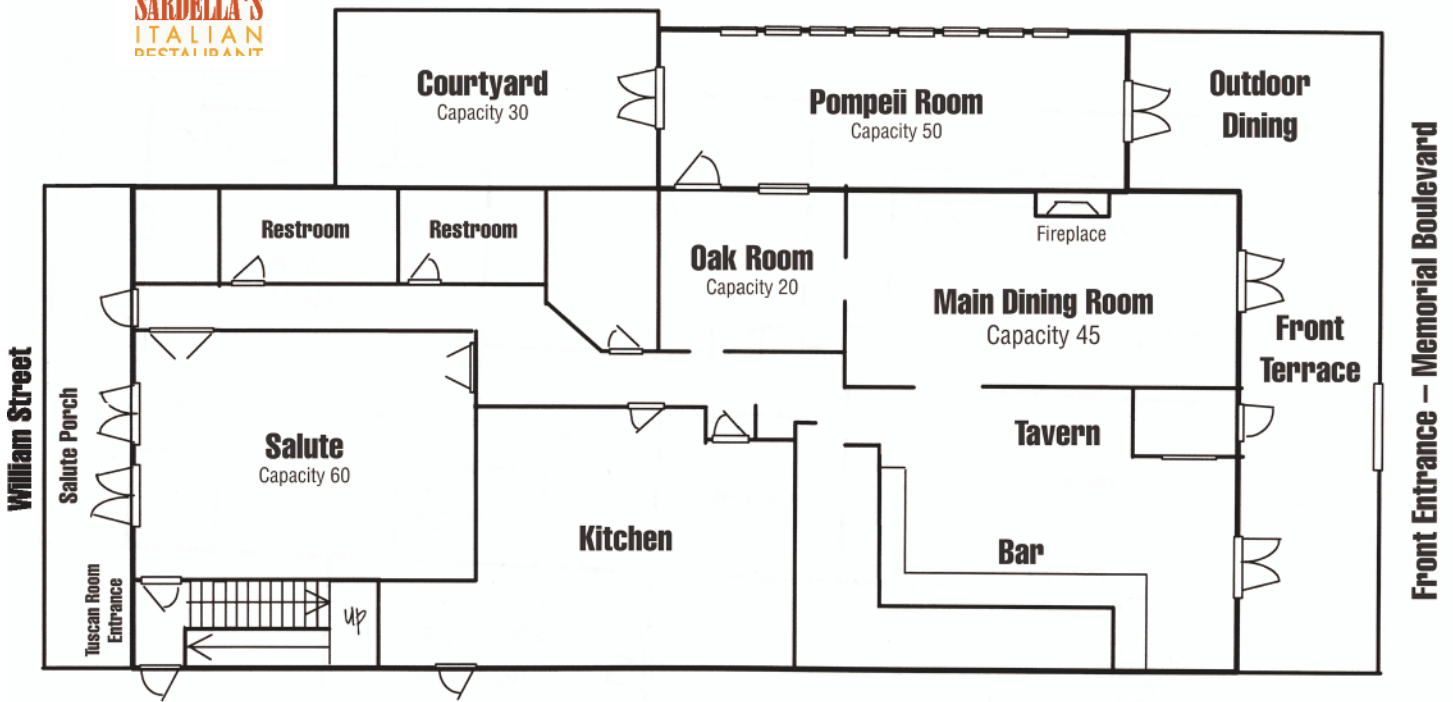 SARDELLA'S
ITALIAN
RESTAURANT
Courtyard
Capacity 30
Pompeii Room
Capacity 50
Outdoor
Dining
Restroom
Restroom
Oak Room
Capacity 20
Fireplace
Main Dining Room
Capacity 45
Front
Terrace
Front Entrance – Memorial Boulevard
William Street
Salute Porch
Salute
Capacity 60
Tavern
Kitchen
Bar
Tuscan Room
Entrance
up